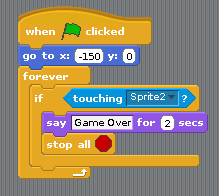 when clicked
go to x: -150 y: 0
forever
if touching Sprite2 ?
say Game Over for 2 secs
stop all